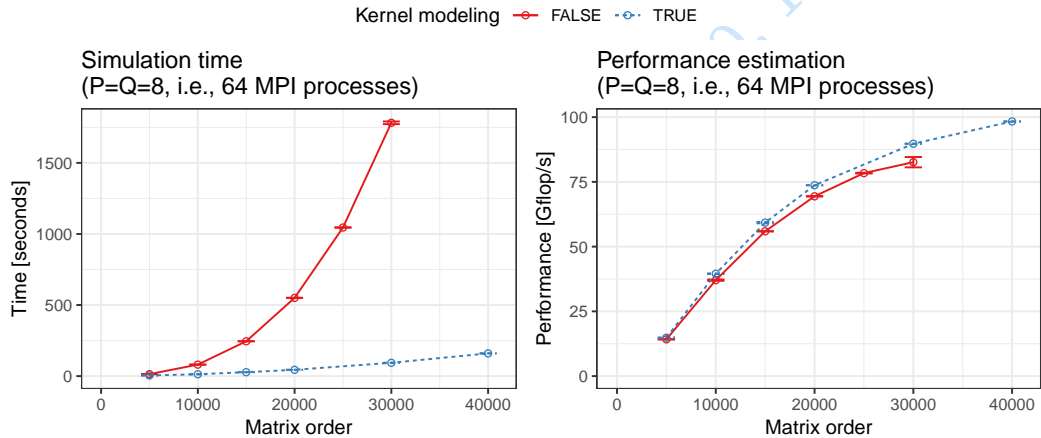 Kernel modeling FALSE TRUE
Simulation time
(P=Q=8, i.e., 64 MPI processes)
Time [seconds]
1500
1000
500
0
0 10000 20000 30000 40000
Matrix order
Performance estimation
(P=Q=8, i.e., 64 MPI processes)
Performance [Gflop/s]
100
75
50
25
0
0 10000 20000 30000 40000
Matrix order